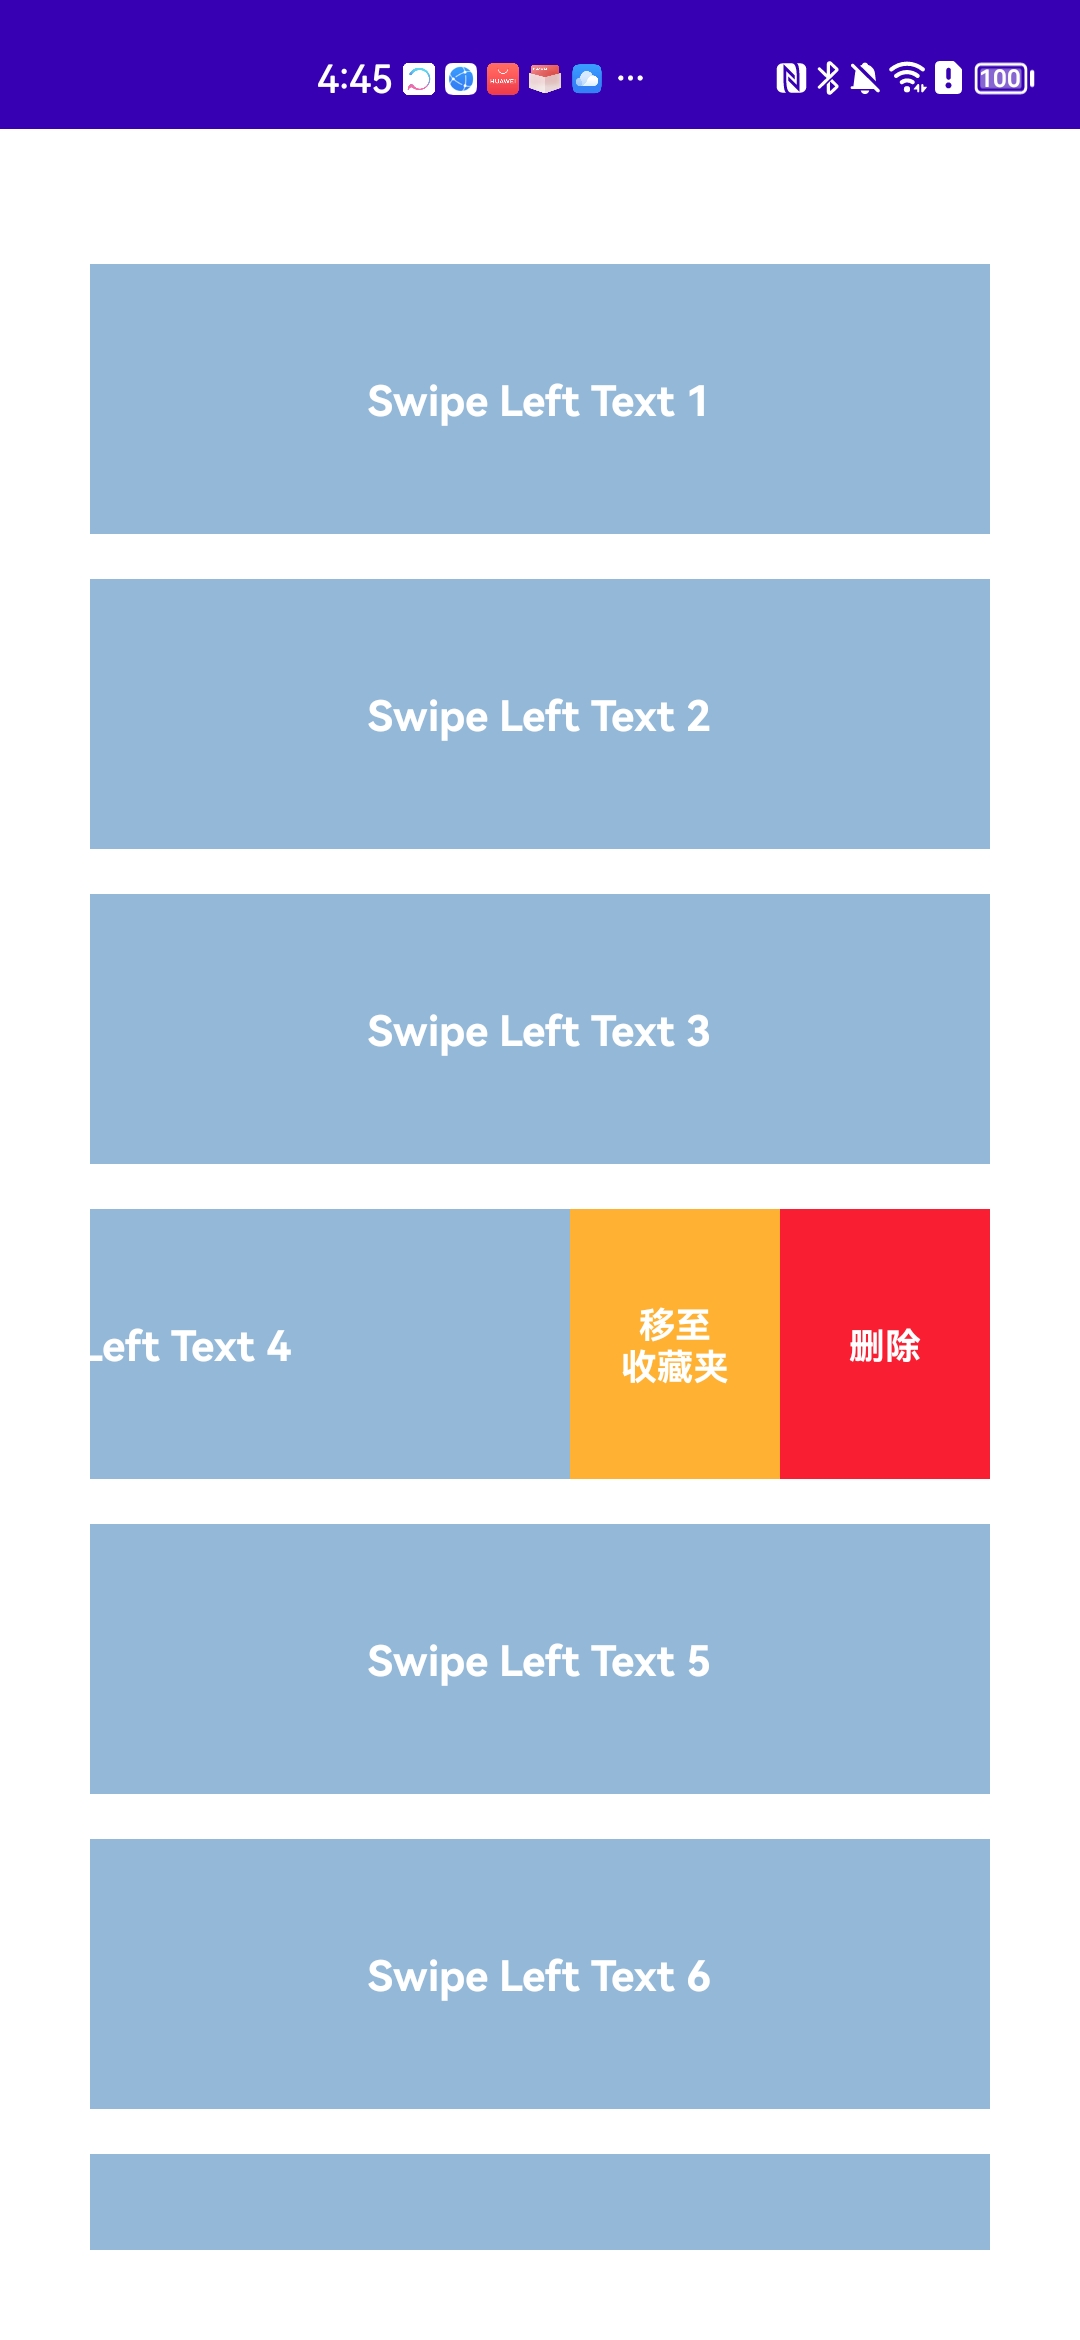 4:45
HUAWEI
100
Swipe Left Text 1
Swipe Left Text 2
Swipe Left Text 3
Left Text 4
移至
收藏夹
删除
Swipe Left Text 5
Swipe Left Text 6